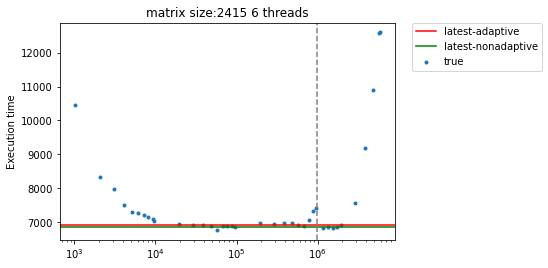 matrix size:2415 6 threads
latest-adaptive
latest-nonadaptive
true
Execution time
12000
11000
10000
9000
8000
7000
10³ 10⁴ 10⁵ 10⁶